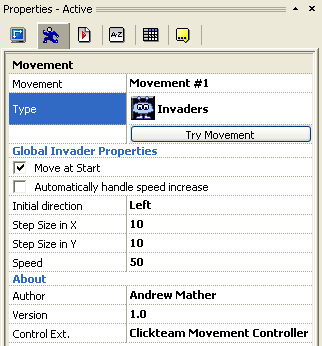 Properties - Active
A-Z
Movement
Movement Movement #1
Type Invaders
Try Movement
Global Invader Properties
Move at Start
Automatically handle speed increase
Initial direction Left
Step Size in X 10
Step Size in Y 10
Speed 50
About
Author Andrew Mather
Version 1.0
Control Ext. Clickteam Movement Controller